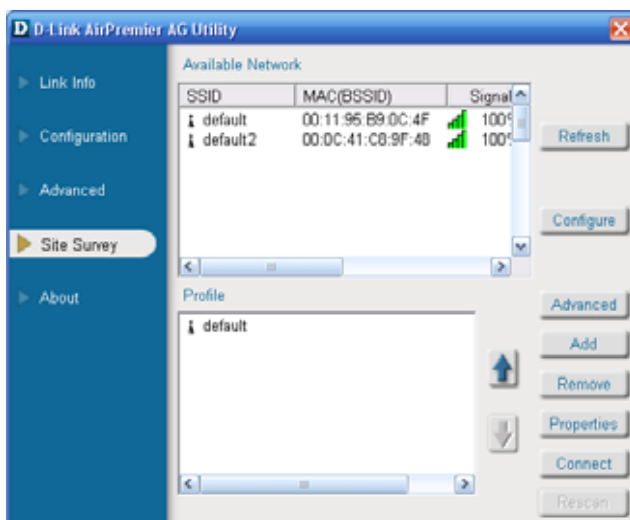 D D-Link AirPremier AG Utility
Link Info
Configuration
Advanced
Site Survey
About
Available Network
SSID MAC(BSSID) Signal
default 00:11:95:B9:0C:4F 100%
default2 00:0C:41:C8:9F:48 100%
Refresh
Configure
Profile
default
Advanced
Add
Remove
Properties
Connect
Rescan